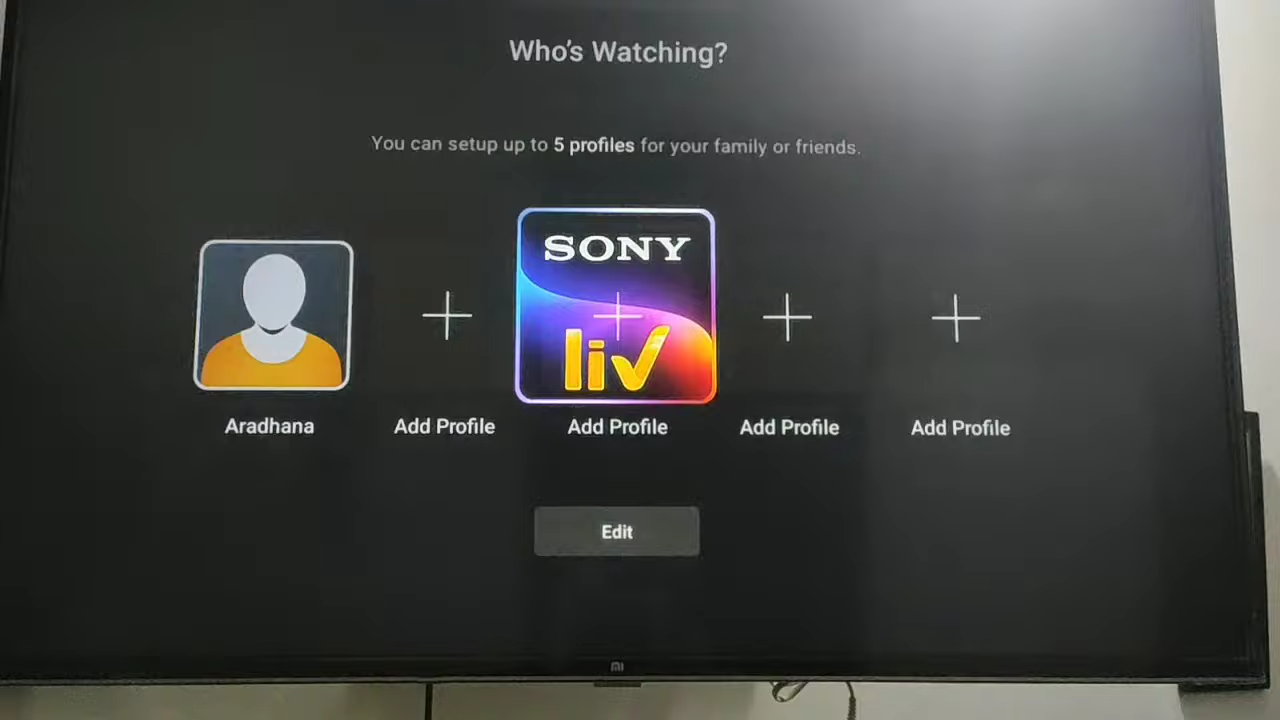 Who's Watching?
You can setup up to 5 profiles for your family or friends.
SONY
liv
Aradhana
Add Profile
Add Profile
Add Profile
Add Profile
Edit
mi